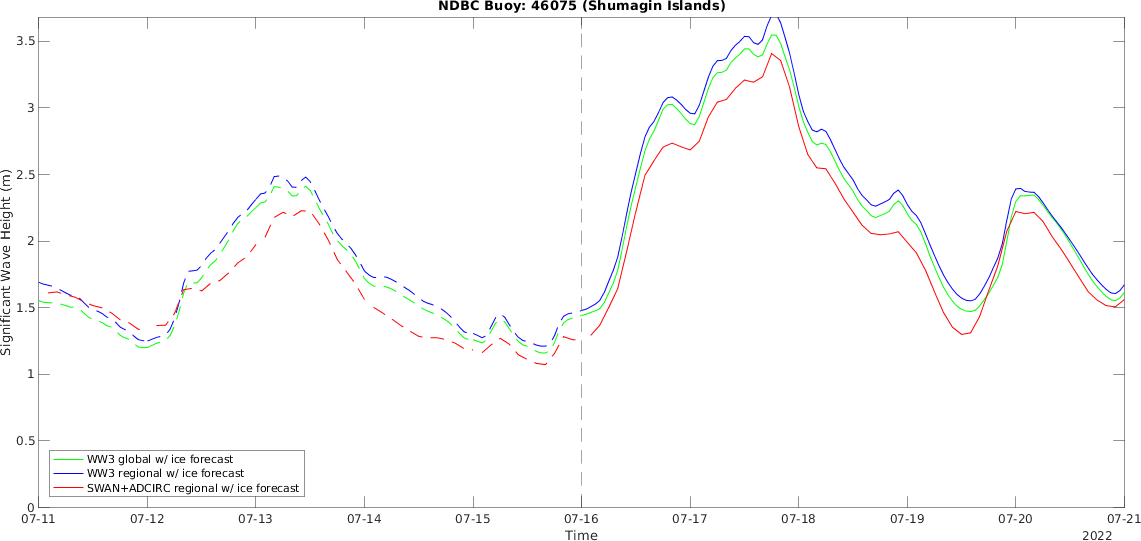 NDBC Buoy: 46075 (Shumagin Islands)
3.5
3
2.5
2
1.5
1
0.5
0
Significant Wave Height (m)
WW3 global w/ ice forecast
WW3 regional w/ ice forecast
SWAN+ADCIRC regional w/ ice forecast
07-11 07-12 07-13 07-14 07-15 07-16 07-17 07-18 07-19 07-20 07-21
Time
2022